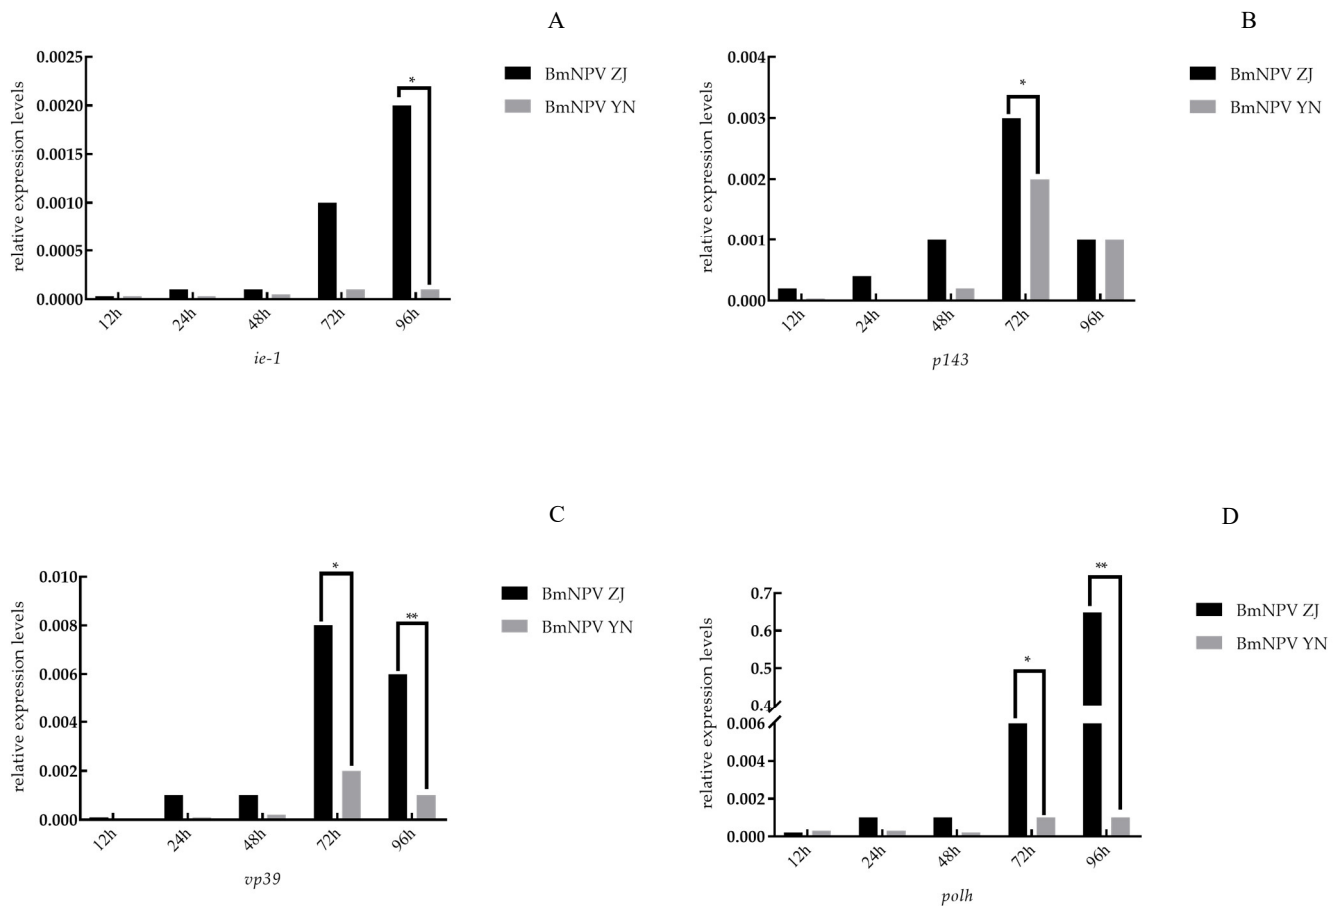 A
relative expression levels
0.0025
0.0020
0.0015
0.0010
0.0005
0.0000
*
BmNPV ZJ
BmNPV YN
12h 24h 48h 72h 96h
ie-1
B
relative expression levels
0.004
0.003
0.002
0.001
0.000
*
BmNPV ZJ
BmNPV YN
12h 24h 48h 72h 96h
p143
C
relative expression levels
0.010
0.008
0.006
0.004
0.002
0.000
*
**
BmNPV ZJ
BmNPV YN
12h 24h 48h 72h 96h
vp39
D
relative expression levels
0.7
0.6
0.5
0.4
0.006
0.004
0.002
0.000
*
**
BmNPV ZJ
BmNPV YN
12h 24h 48h 72h 96h
polh